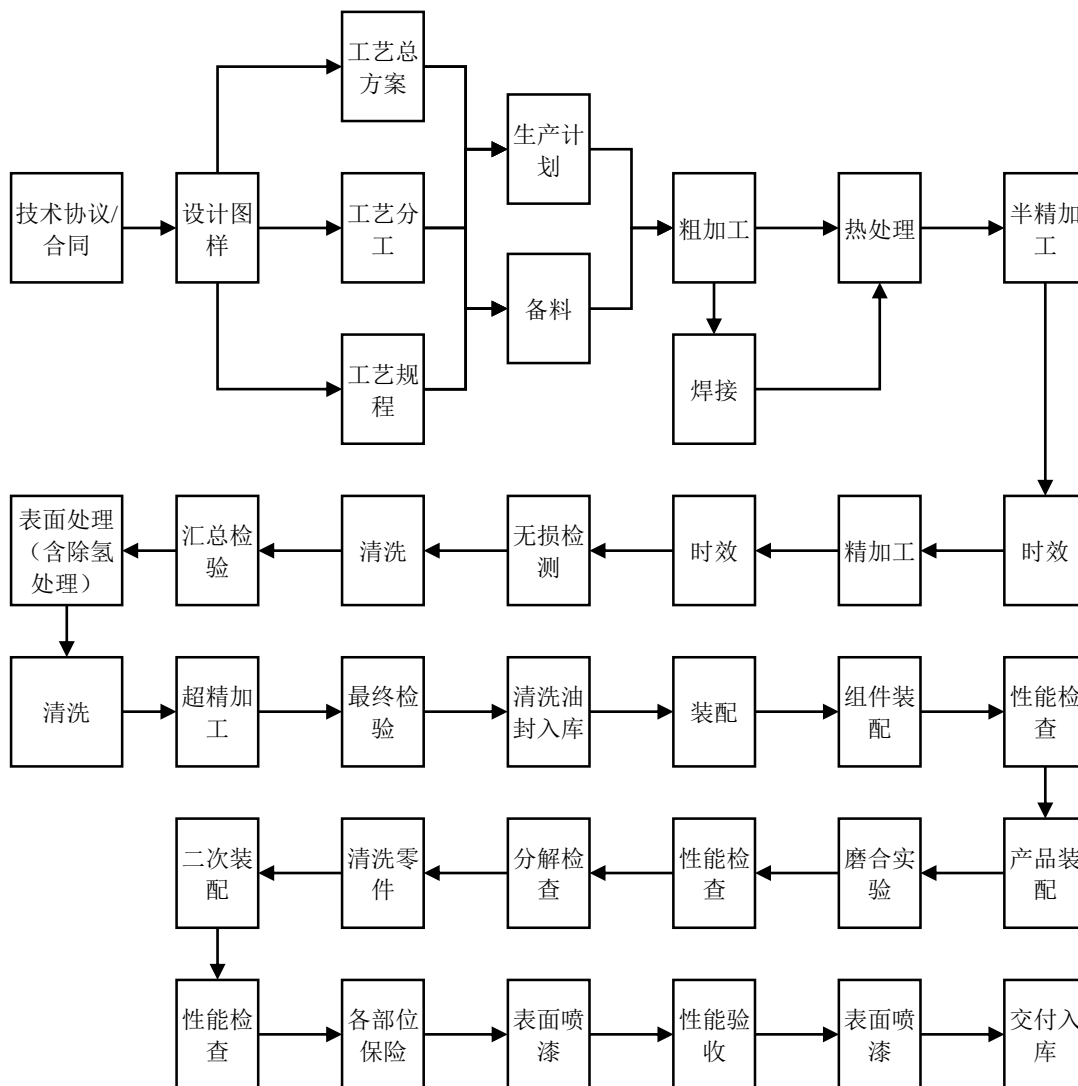 工艺总
方案
生产计
划
技术协议/
合同
设计图
样
工艺分
工
粗加工
热处理
半精加
工
备料
工艺规
程
焊接
表面处理
（含除氢
处理）
汇总检
验
清洗
无损检
测
时效
精加工
时效
清洗
超精加
工
最终检
验
清洗油
封入库
装配
组件装
配
性能检
查
二次装
配
清洗零
件
分解检
查
性能检
查
磨合实
验
产品装
配
性能检
查
各部位
保险
表面喷
漆
性能验
收
表面喷
漆
交付入
库